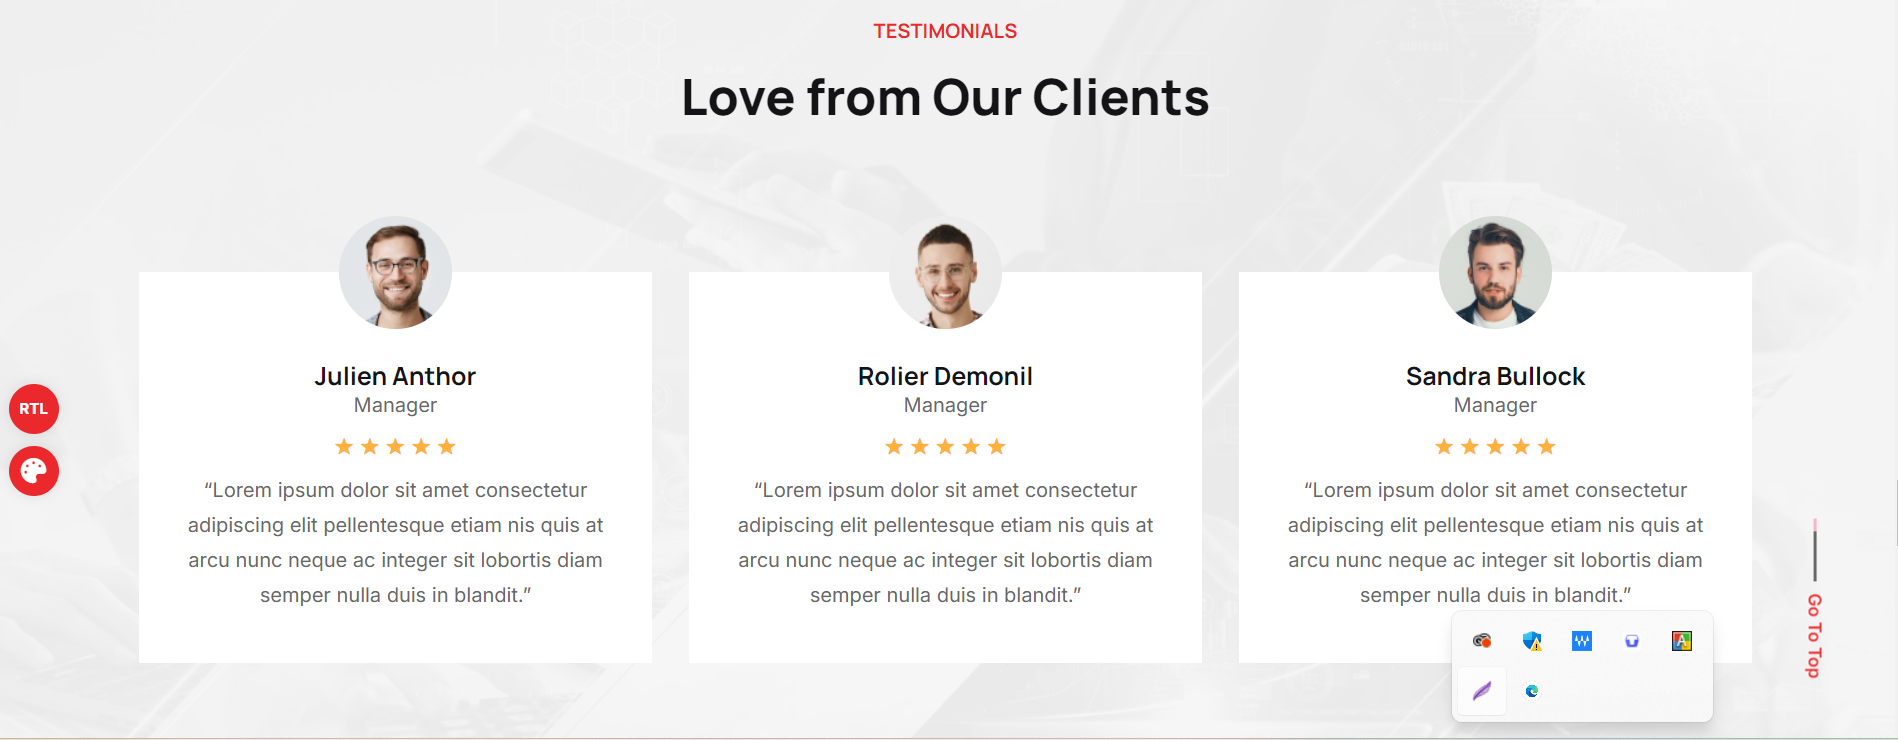 TESTIMONIALS
Love from Our Clients
Julien Anthor
Manager
“Lorem ipsum dolor sit amet consectetur
adipiscing elit pellentesque etiam nis quis at
arcu nunc neque ac integer sit lobortis diam
semper nulla duis in blandit.”
Rolier Demonil
Manager
“Lorem ipsum dolor sit amet consectetur
adipiscing elit pellentesque etiam nis quis at
arcu nunc neque ac integer sit lobortis diam
semper nulla duis in blandit.”
Sandra Bullock
Manager
“Lorem ipsum dolor sit amet consectetur
adipiscing elit pellentesque etiam nis quis at
arcu nunc neque ac integer sit lobortis diam
semper nulla duis in blandit.”
RTL
Go To Top